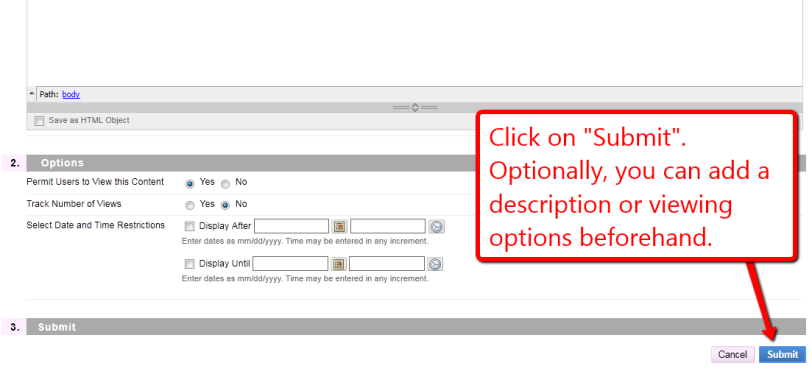 Path: body
Save as HTML Object
Click on "Submit".
Optionally, you can add a
description or viewing
options beforehand.
2. Options
Permit Users to View this Content Yes No
Track Number of Views Yes No
Select Date and Time Restrictions Display After
Enter dates as mm/dd/yyyy. Time may be entered in any increment.
Display Until
Enter dates as mm/dd/yyyy. Time may be entered in any increment.
3. Submit
Cancel Submit